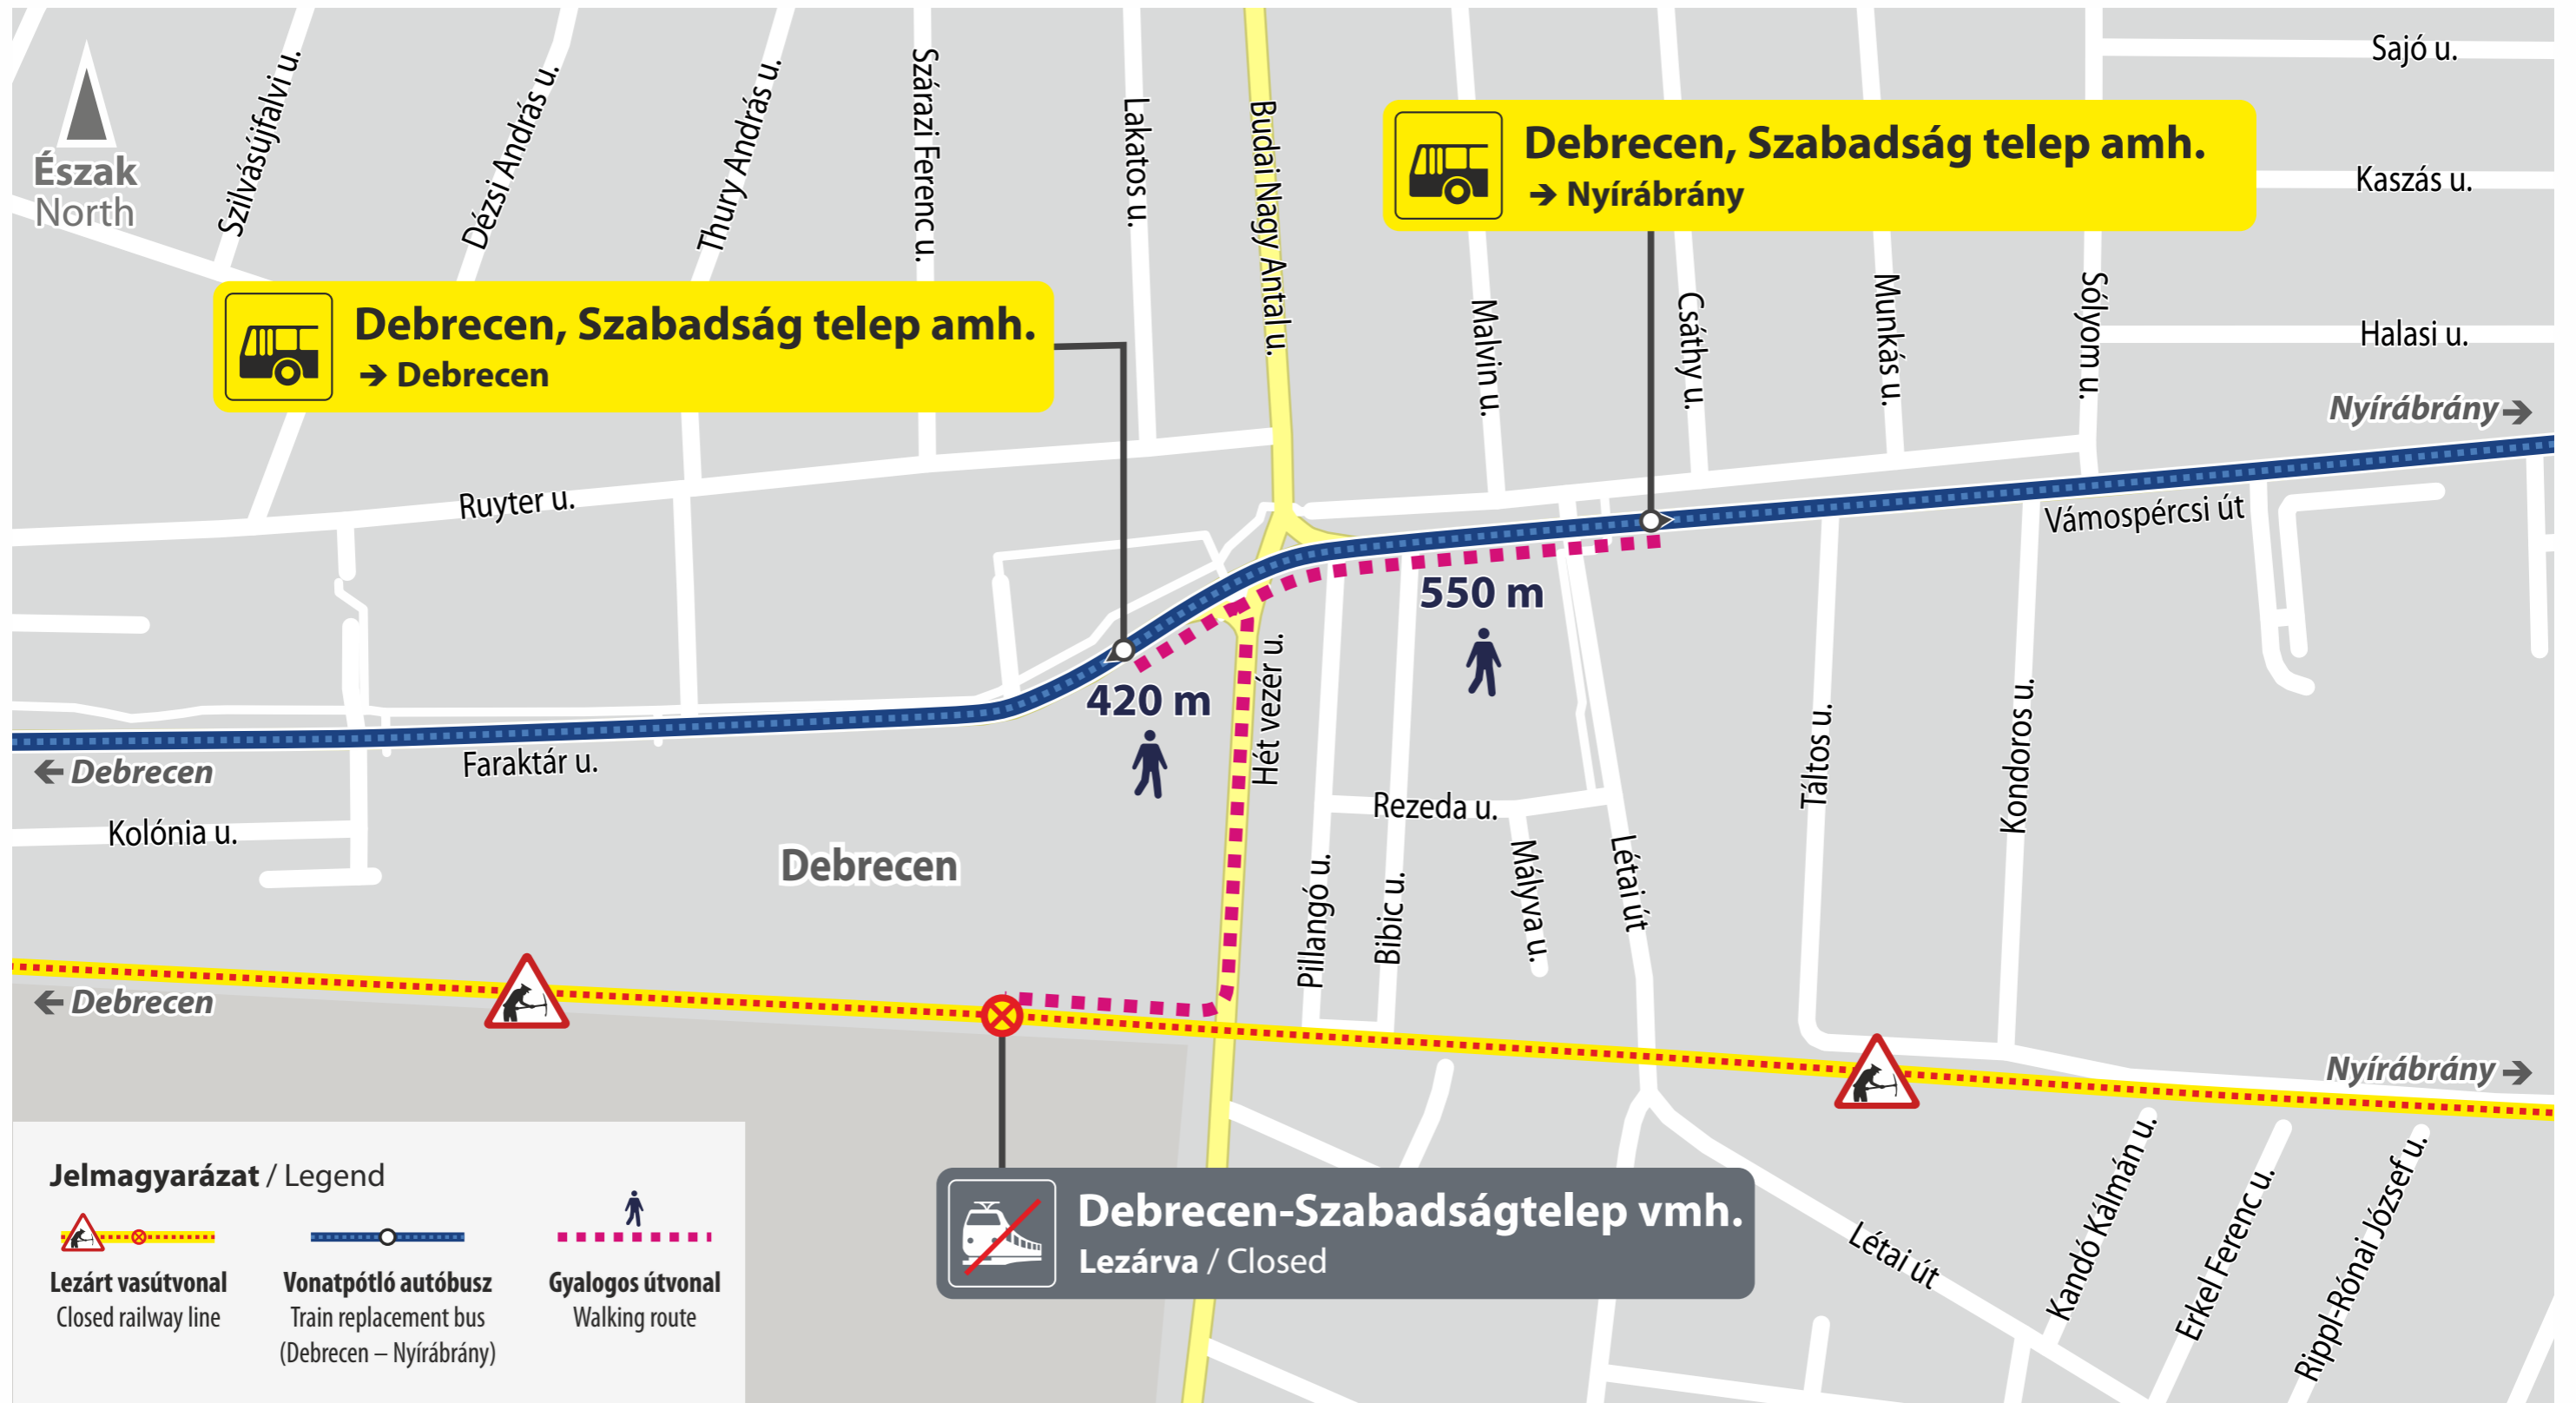 Sajó u.
Szilvásújfalvi u.
Dézsi András u.
Thury András u.
Szárazi Ferenc u.
Lakatos u.
Budai Nagy Antal u.
Észak
North
Debrecen, Szabadság telep amh.
→ Nyírábrány
Kaszás u.
Debrecen, Szabadság telep amh.
→ Debrecen
Malvin u.
Csáthy u.
Munkás u.
Sólyom u.
Halasi u.
Nyírábrány →
Ruyter u.
Vámospércsi út
550 m
420 m
Hét vezér u.
← Debrecen
Faraktár u.
Kolónia u.
Debrecen
Rezeda u.
Táltos u.
Kondoros u.
Pillangó u.
Bibic u.
Mályva u.
Létai út
← Debrecen
Nyírábrány →
Debrecen-Szabadságtelep vmh.
Lezárva / Closed
Létai út
Kandó Kálmán u.
Erkel Ferenc u.
Rippl-Rónai József u.
Jelmagyarázat / Legend
Lezárt vasútvonal
Closed railway line
Vonatpótló autóbusz
Train replacement bus
(Debrecen – Nyírábrány)
Gyalogos útvonal
Walking route